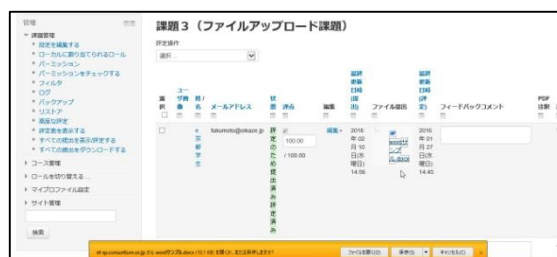 管理
課題管理
設定を編集する
ローカルに割り当てられるロール
パーミッション
パーミッションをチェックする
フィルタ
ログ
バックアップ
リストア
高度な評定
評定表を表示する
すべての提出を表示/評定する
すべての提出をダウンロードする
コース管理
ロールを切り替える ...
マイプロファイル設定
サイト管理
検索
課題３（ファイルアップロード課題）
評定操作
選択 ...
選択
ユーザ画像
姓 / 名
メールアドレス
状態
評点
編集
最終更新日時 (提出)
ファイル提出
最終更新日時 (評定)
フィードバックコメント
PDF注釈
評定のため提出済み評定済み
100.00
/ 100.00
編集
2016年 02月 10日(水曜日) 14:56
wordサンプル.docx
2016年 01月 27日(水曜日) 14:45
ファイルを開く(O)
保存(S)
キャンセル(C)